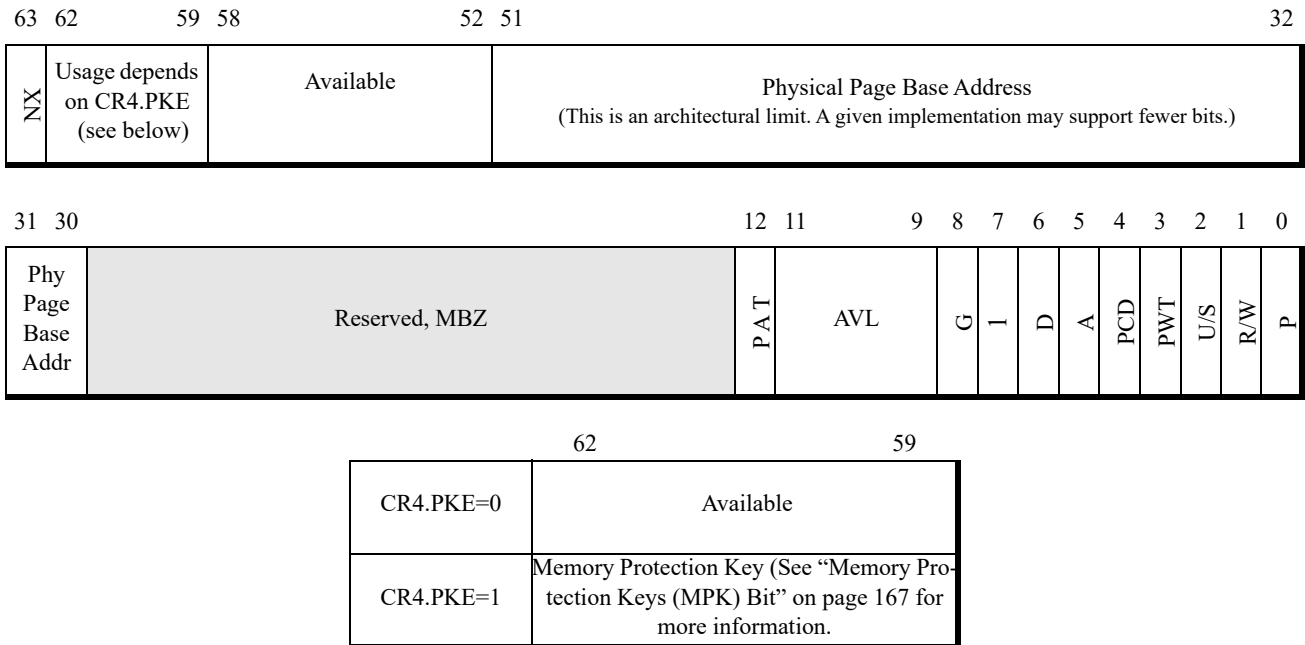 63 62 59 58 52 51 32
NX
Usage depends
on CR4.PKE
(see below)
Available
Physical Page Base Address
(This is an architectural limit. A given implementation may support fewer bits.)
31 30 12 11 9 8 7 6 5 4 3 2 1 0
Phy
Page
Base
Addr
Reserved, MBZ
P A T
AVL
G
1
D
A
PCD
PWT
U/S
R/W
P
62 59
CR4.PKE=0
Available
CR4.PKE=1
Memory Protection Key (See “Memory Pro-
tection Keys (MPK) Bit” on page 167 for
more information.